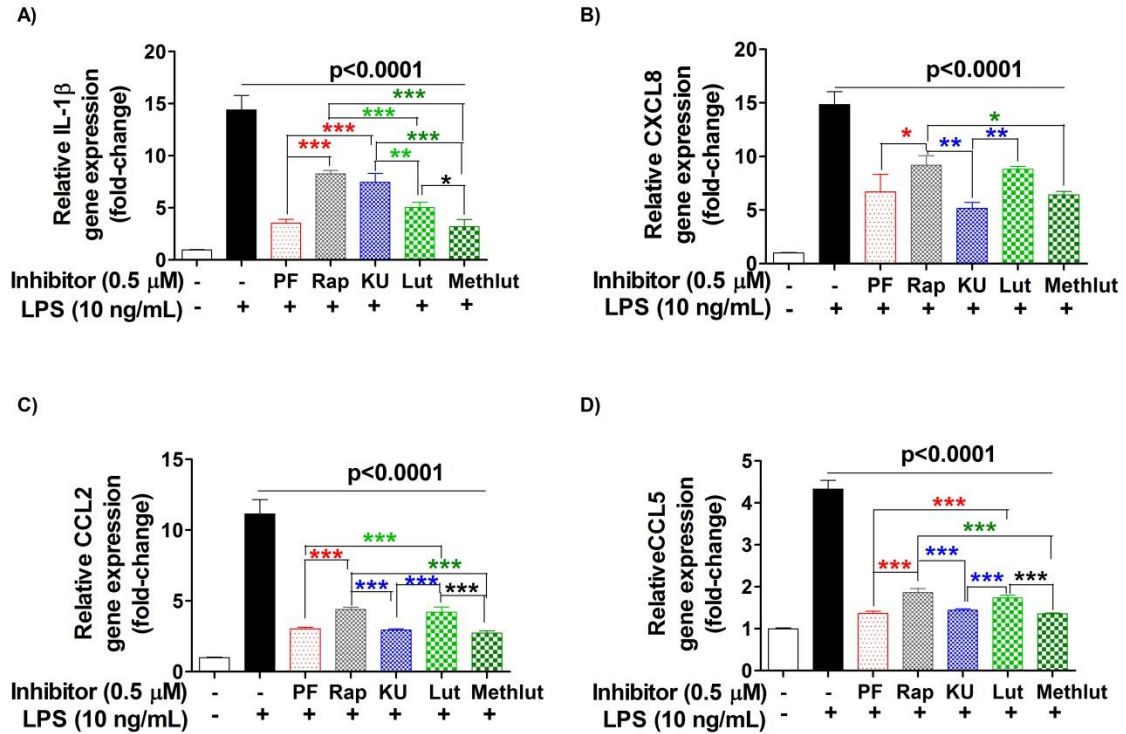 A)
Relative IL-1β
gene expression
(fold-change)
20
15
10
5
0
p<0.0001
***
***
***
***
***
**
*
Inhibitor (0.5 μM) - - PF Rap KU Lut Methlut
LPS (10 ng/mL) - + + + + + +
B)
Relative CXCL8
gene expression
(fold-change)
20
15
10
5
0
p<0.0001
*
*
**
**
Inhibitor (0.5 μM) - - PF Rap KU Lut Methlut
LPS (10 ng/mL) - + + + + + +
C)
Relative CCL2
gene expression
(fold-change)
15
10
5
0
p<0.0001
***
***
***
***
***
***
Inhibitor (0.5 μM) - - PF Rap KU Lut Methlut
LPS (10 ng/mL) - + + + + + +
D)
RelativeCCL5
gene expression
(fold-change)
5
4
3
2
1
0
p<0.0001
***
***
***
***
***
***
Inhibitor (0.5 μM) - - PF Rap KU Lut Methlut
LPS (10 ng/mL) - + + + + + +